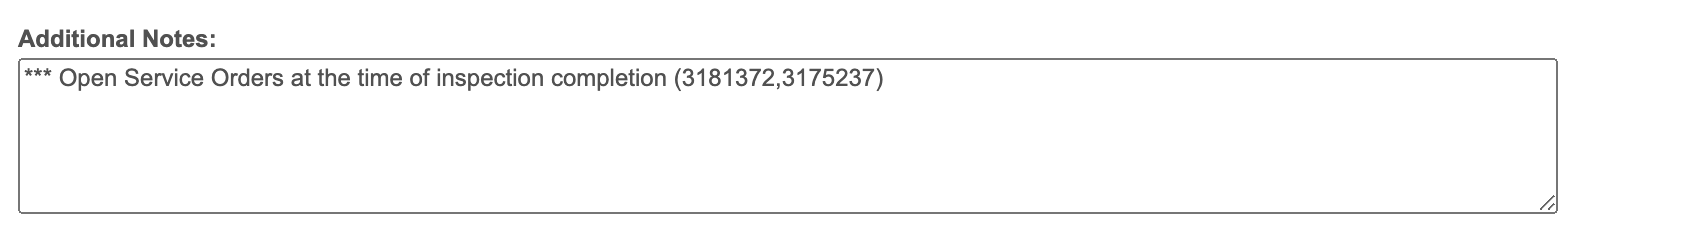 Additional Notes:
*** Open Service Orders at the time of inspection completion (3181372,3175237)